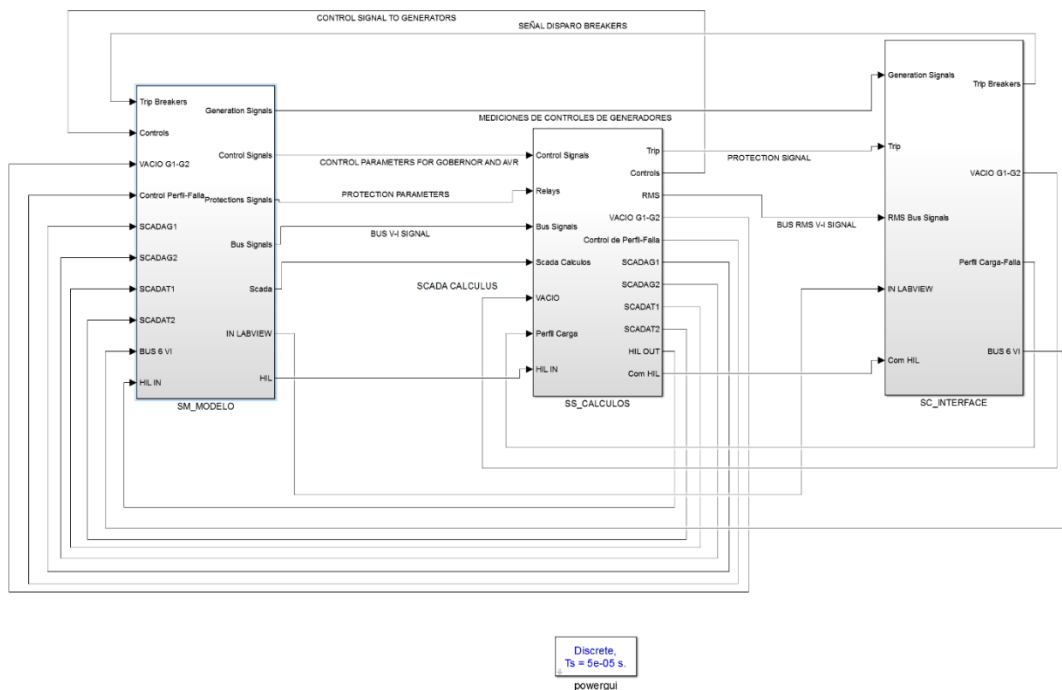 CONTROL SIGNAL TO GENERATORS
SEÑAL DISPARO BREAKERS
Trip Breakers
Controls
VACIO G1-G2
Control Perfil-Falla
SCADAG1
SCADAG2
SCADAT1
SCADAT2
BUS 6 VI
HIL IN
Generation Signals
Control Signals
Protections Signals
Bus Signals
Scada
IN LABVIEW
HIL
SM_MODELO
CONTROL PARAMETERS FOR GOBERNOR AND AVR
PROTECTION PARAMETERS
BUS V-I SIGNAL
SCADA CALCULUS
MEDICIONES DE CONTROLES DE GENERADORES
Control Signals
Relays
Bus Signals
Scada Calculos
VACIO
Perfil Carga
HIL IN
Trip
Controls
RMS
VACIO G1-G2
Control de Perfil-Falla
SCADAG1
SCADAG2
SCADAT1
SCADAT2
HIL OUT
Com HIL
SS_CALCULOS
PROTECTION SIGNAL
BUS RMS V-I SIGNAL
Generation Signals
Trip
RMS Bus Signals
IN LABVIEW
Com HIL
Trip Breakers
VACIO G1-G2
Perfil Carga-Falla
BUS 6 VI
SC_INTERFACE
Discrete,
Ts = 5e-05 s.
powergui